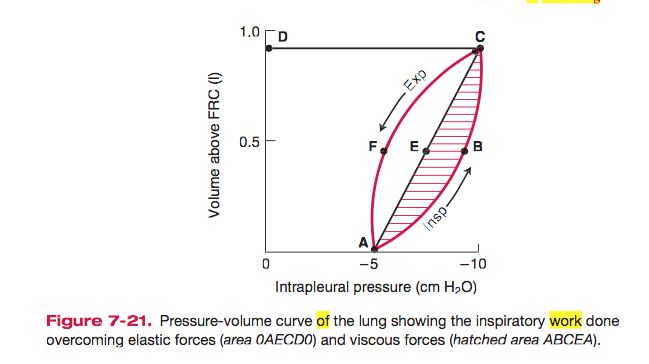 1.0
D
C
Exp
Volume above FRC (l)
0.5
F
E
B
Insp
A
0
–5
–10
Intrapleural pressure (cm H₂O)
Figure 7-21. Pressure-volume curve of the lung showing the inspiratory work done
overcoming elastic forces (area 0AECD0) and viscous forces (hatched area ABCEA).